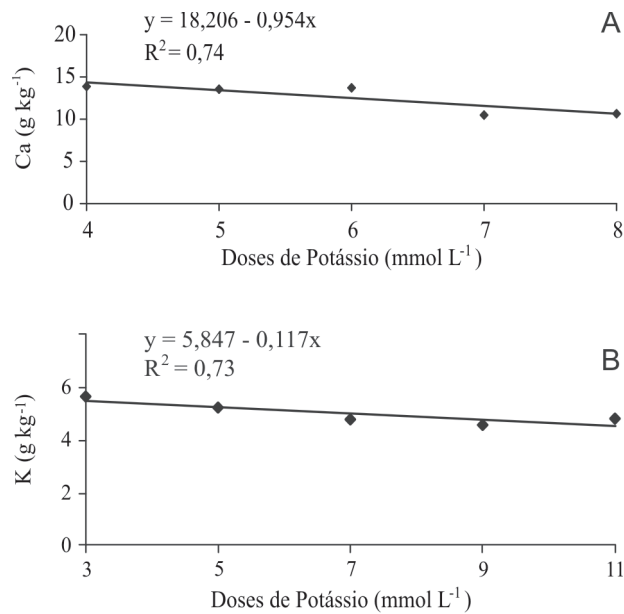 y = 18,206 - 0,954x
A
R² = 0,74
20
15
10
5
0
Ca (g kg⁻¹)
4 5 6 7 8
Doses de Potássio (mmol L⁻¹)
y = 5,847 - 0,117x
B
R² = 0,73
6
4
2
0
K (g kg⁻¹)
3 5 7 9 11
Doses de Potássio (mmol L⁻¹)